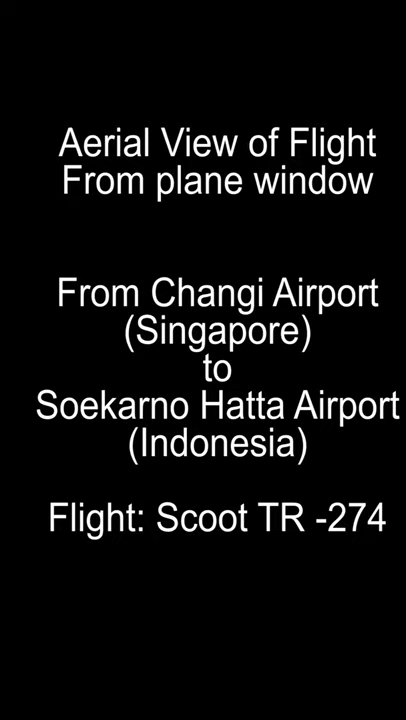 Aerial View of Flight
From plane window
From Changi Airport
(Singapore)
to
Soekarno Hatta Airport
(Indonesia)
Flight: Scoot TR -274